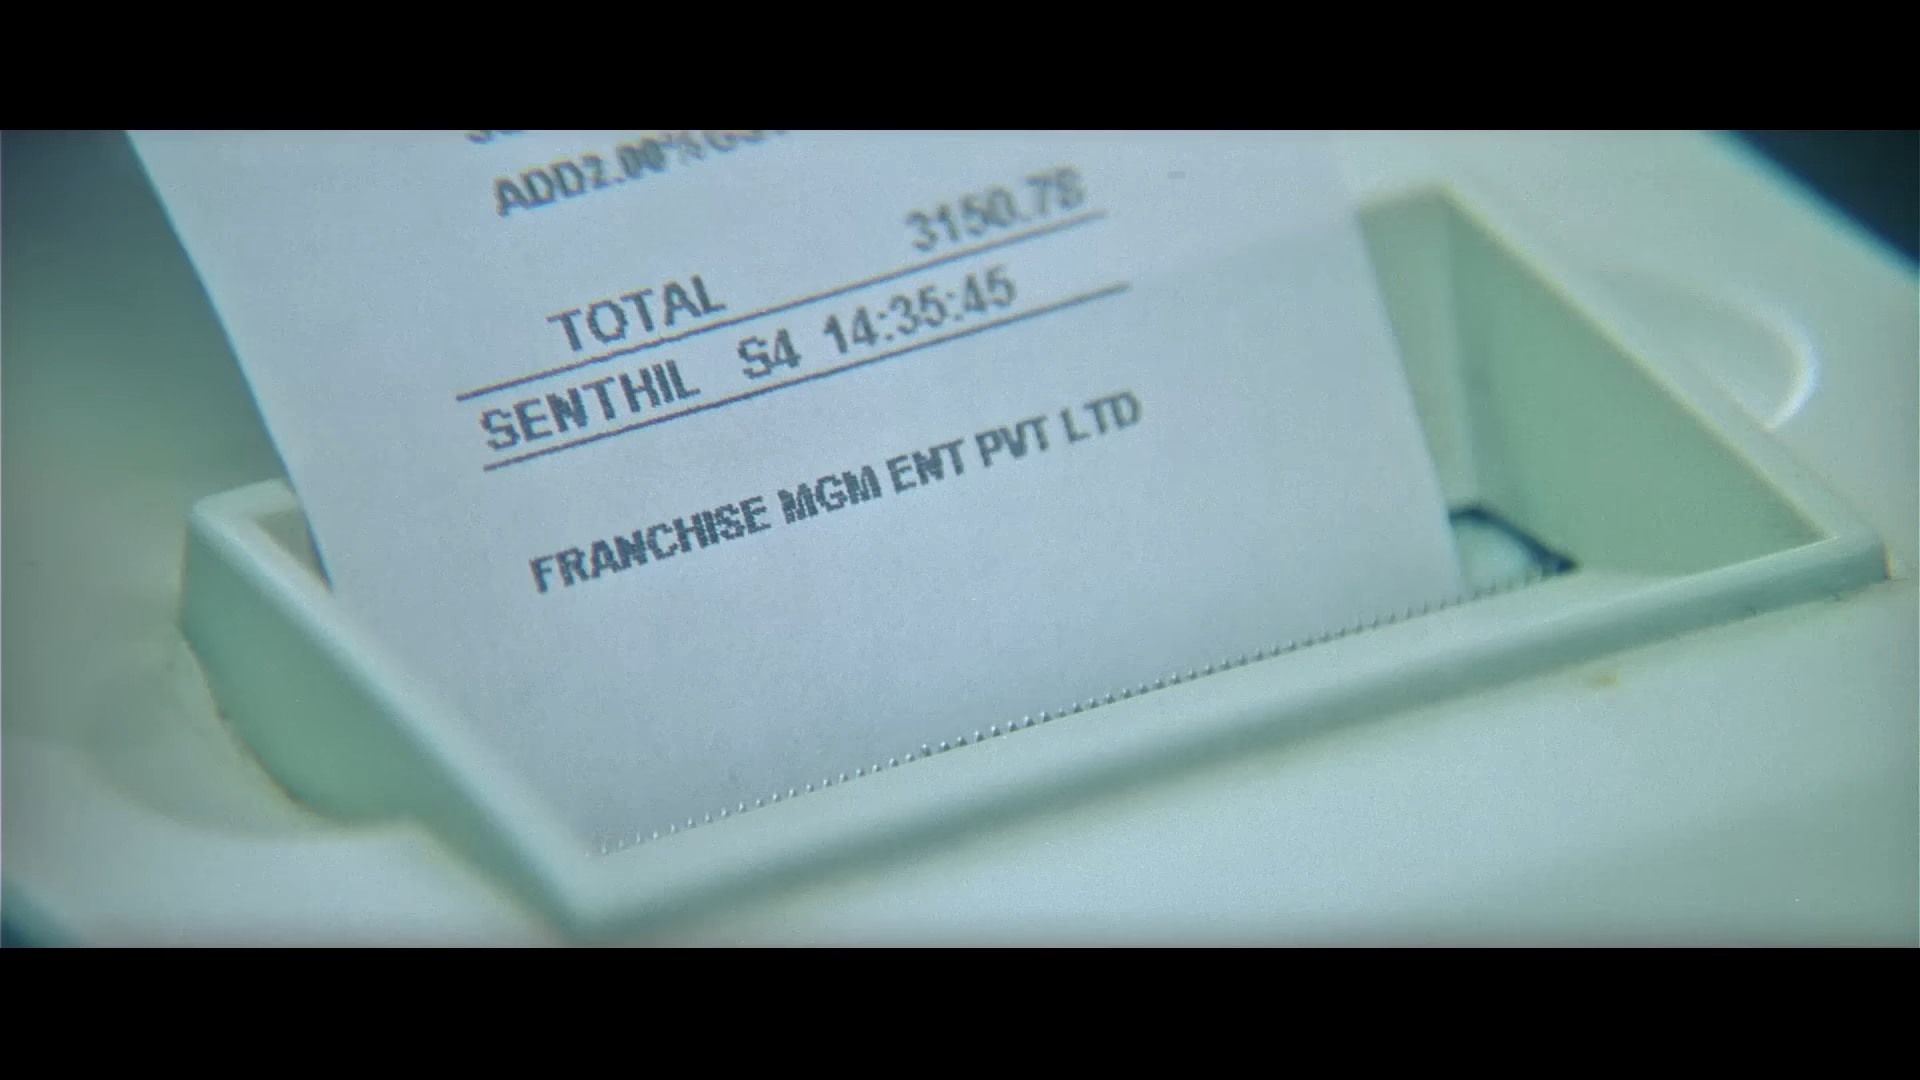 ADD2.00%
3150.78
TOTAL
SENTHIL S4 14:35:45
FRANCHISE MGM ENT PVT LTD